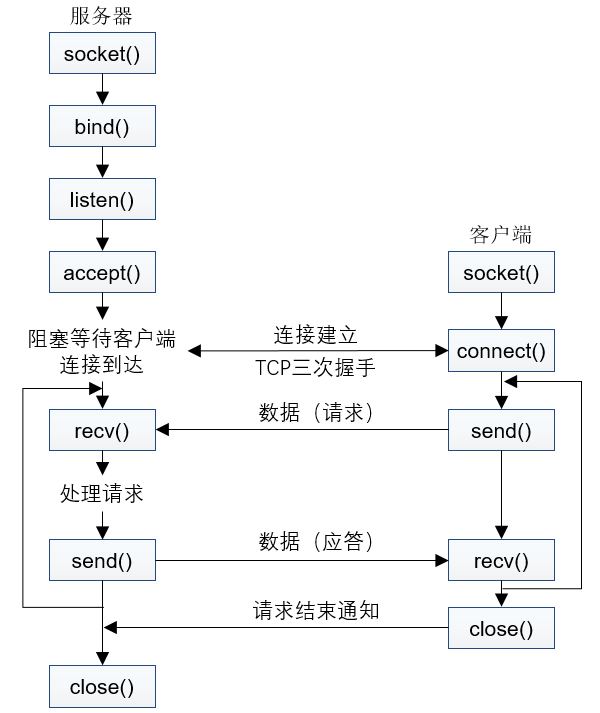 服务器
socket()
bind()
listen()
accept()
阻塞等待客户端
连接到达
recv()
处理请求
send()
close()
连接建立
TCP三次握手
数据（请求）
数据（应答）
请求结束通知
客户端
socket()
connect()
send()
recv()
close()